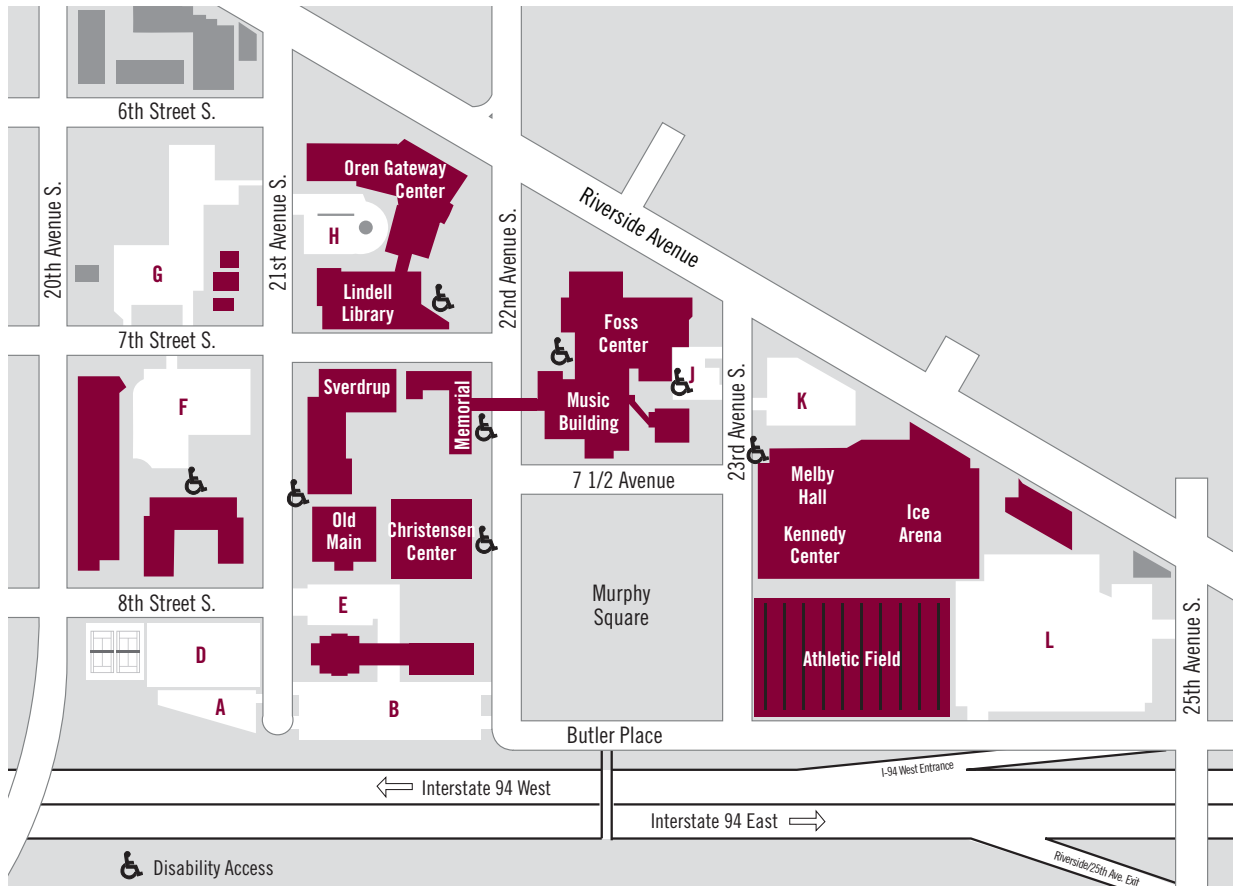 6th Street S.
20th Avenue S.
21st Avenue S.
22nd Avenue S.
Riverside Avenue
Oren Gateway
Center
H
G
Lindell
Library
7th Street S.
Foss
Center
J
23rd Avenue S.
K
Sverdrup
Memorial
Music
Building
F
7 1/2 Avenue
Melby
Hall
Kennedy
Center
Ice
Arena
Old
Main
Christensen
Center
8th Street S.
E
Murphy
Square
D
A
B
Athletic Field
L
25th Avenue S.
Butler Place
I-94 West Entrance
Interstate 94 West
Interstate 94 East
Riverside/25th Ave. Exit
Disability Access